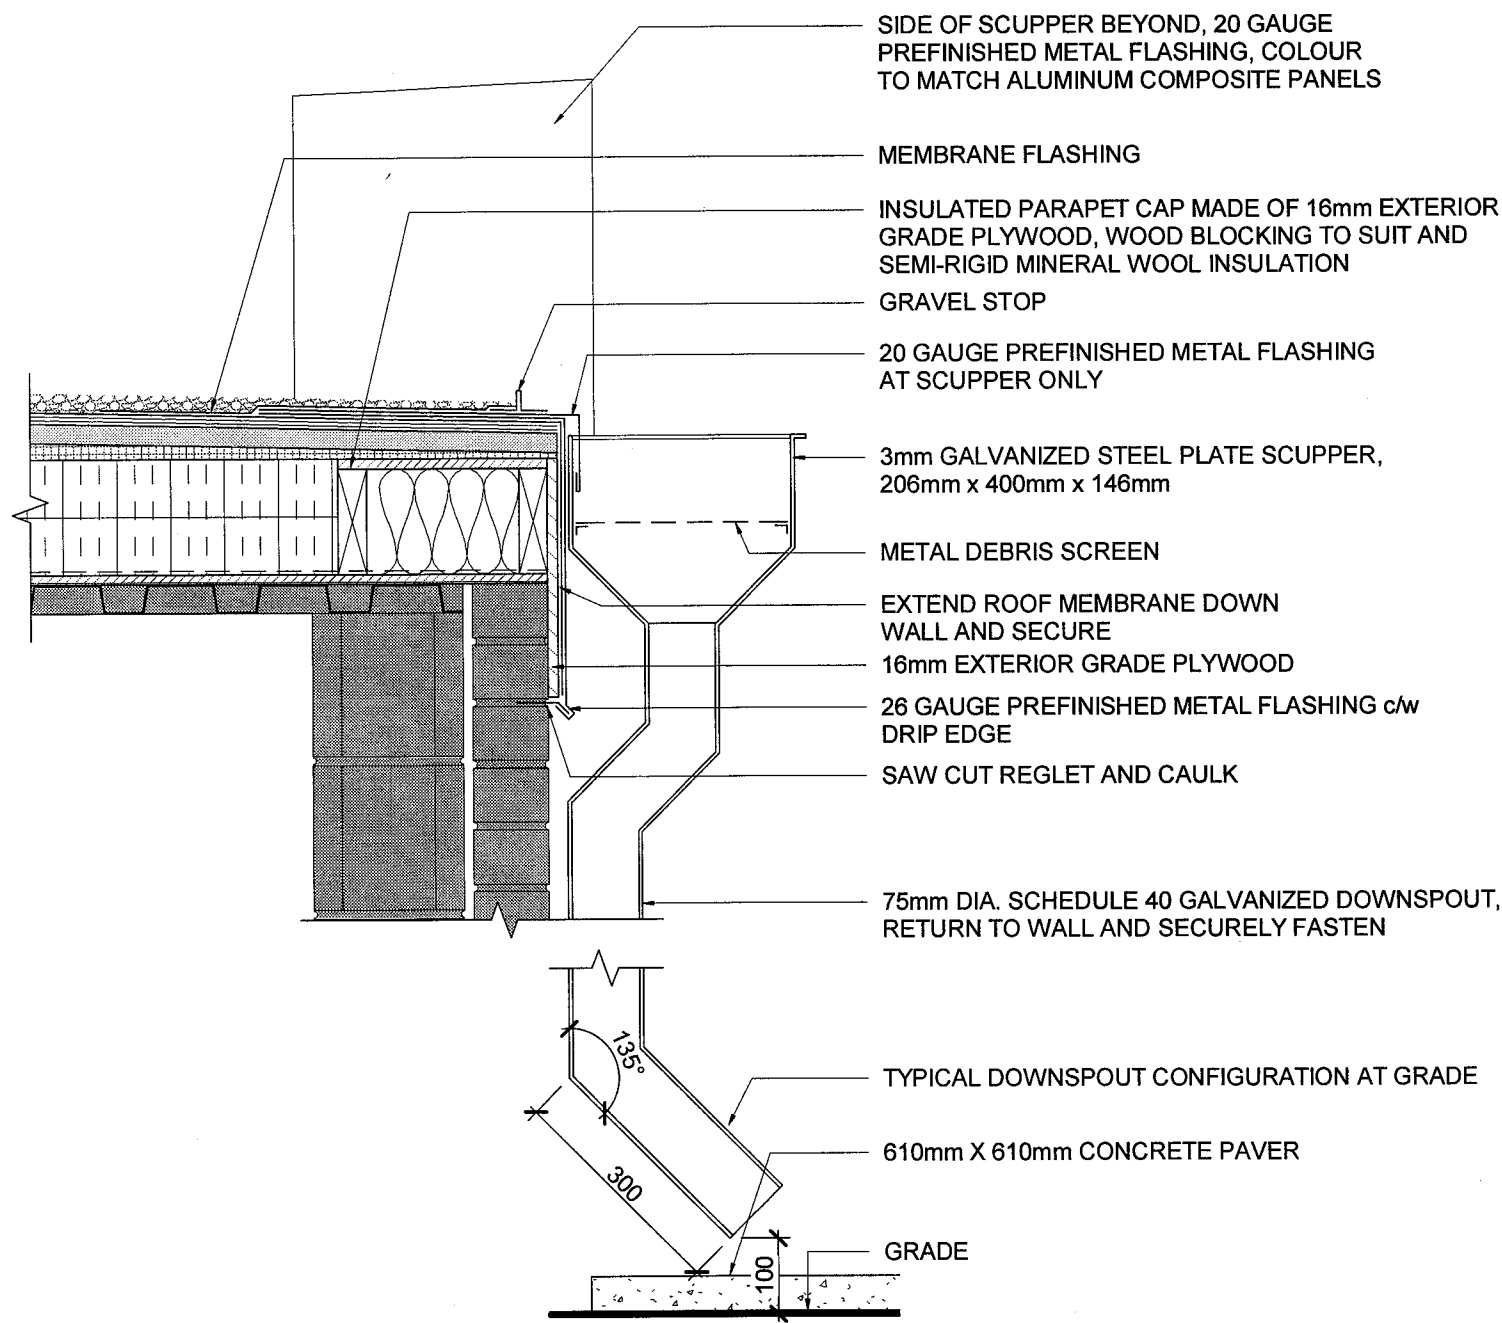 SIDE OF SCUPPER BEYOND, 20 GAUGE
PREFINISHED METAL FLASHING, COLOUR
TO MATCH ALUMINUM COMPOSITE PANELS
MEMBRANE FLASHING
INSULATED PARAPET CAP MADE OF 16mm EXTERIOR
GRADE PLYWOOD, WOOD BLOCKING TO SUIT AND
SEMI-RIGID MINERAL WOOL INSULATION
GRAVEL STOP
20 GAUGE PREFINISHED METAL FLASHING
AT SCUPPER ONLY
3mm GALVANIZED STEEL PLATE SCUPPER,
206mm x 400mm x 146mm
METAL DEBRIS SCREEN
EXTEND ROOF MEMBRANE DOWN
WALL AND SECURE
16mm EXTERIOR GRADE PLYWOOD
26 GAUGE PREFINISHED METAL FLASHING c/w
DRIP EDGE
SAW CUT REGLET AND CAULK
75mm DIA. SCHEDULE 40 GALVANIZED DOWNSPOUT,
RETURN TO WALL AND SECURELY FASTEN
135°
TYPICAL DOWNSPOUT CONFIGURATION AT GRADE
610mm X 610mm CONCRETE PAVER
300
GRADE
100